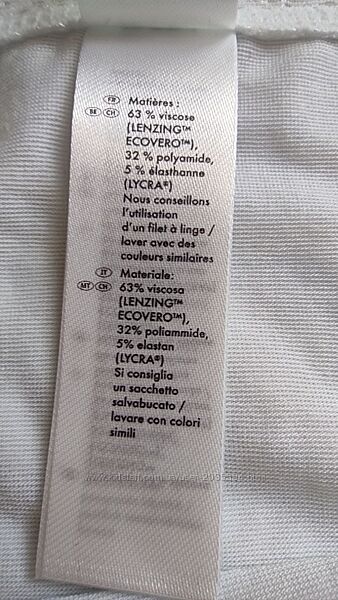 FR Matières :
BE CH 63 % viscose
(LENZING™
ECOVERO™),
32 % polyamide,
5 % élasthanne
(LYCRA®)
Nous conseillons
l'utilisation
d'un filet à linge /
laver avec des
couleurs similaires
IT Materiale:
MT CH 63% viscosa
(LENZING™
ECOVERO™),
32% poliammide,
5% elastan
(LYCRA®)
Si consiglia
un sacchetto
salvabucato /
lavare con colori
simili